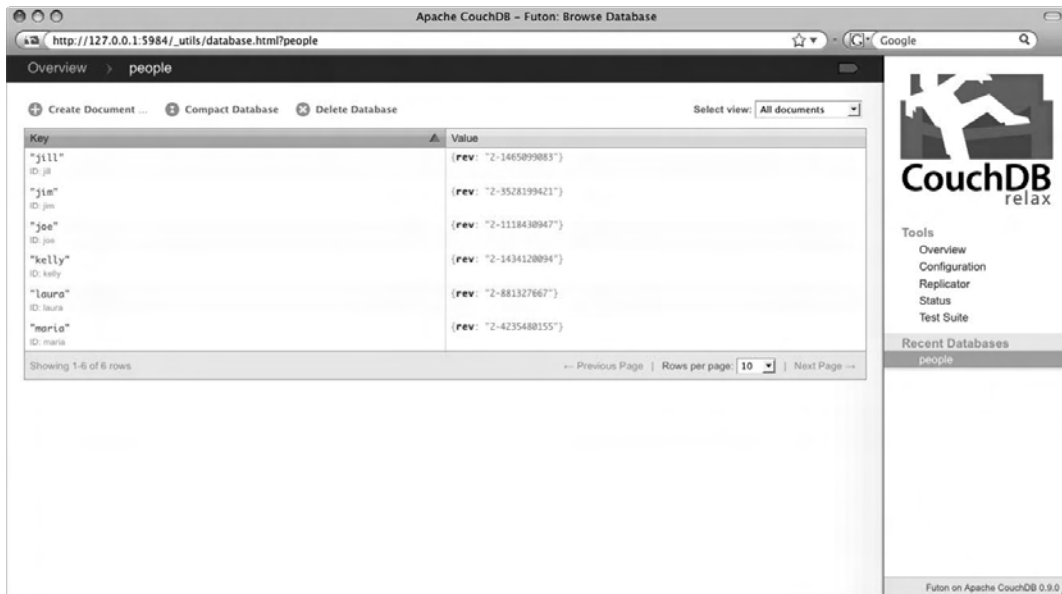 Apache CouchDB – Futon: Browse Database
http://127.0.0.1:5984/_utils/database.html?people
G Google
Overview > people
Create Document ... Compact Database Delete Database
Select view: All documents
Key Value
"jill" {rev: "2-1465099083"}
ID: jill
"jim" {rev: "2-3528199421"}
ID: jim
"joe" {rev: "2-1118430947"}
ID: joe
"kelly" {rev: "2-1434120094"}
ID: kelly
"laura" {rev: "2-881327667"}
ID: laura
"maria" {rev: "2-4235480155"}
ID: maria
Showing 1-6 of 6 rows ← Previous Page | Rows per page: 10 | Next Page →
CouchDB
relax
Tools
Overview
Configuration
Replicator
Status
Test Suite
Recent Databases
people
Futon on Apache CouchDB 0.9.0